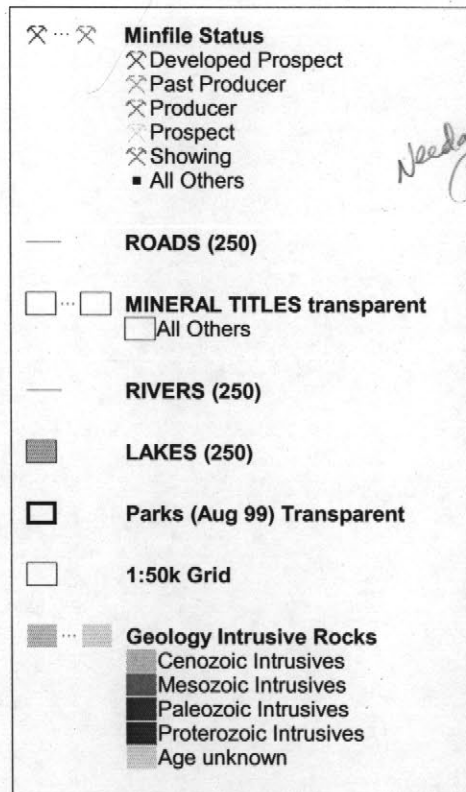 Minfile Status
Developed Prospect
Past Producer
Producer
Prospect
Showing
All Others
ROADS (250)
MINERAL TITLES transparent
All Others
RIVERS (250)
LAKES (250)
Parks (Aug 99) Transparent
1:50k Grid
Geology Intrusive Rocks
Cenozoic Intrusives
Mesozoic Intrusives
Paleozoic Intrusives
Proterozoic Intrusives
Age unknown